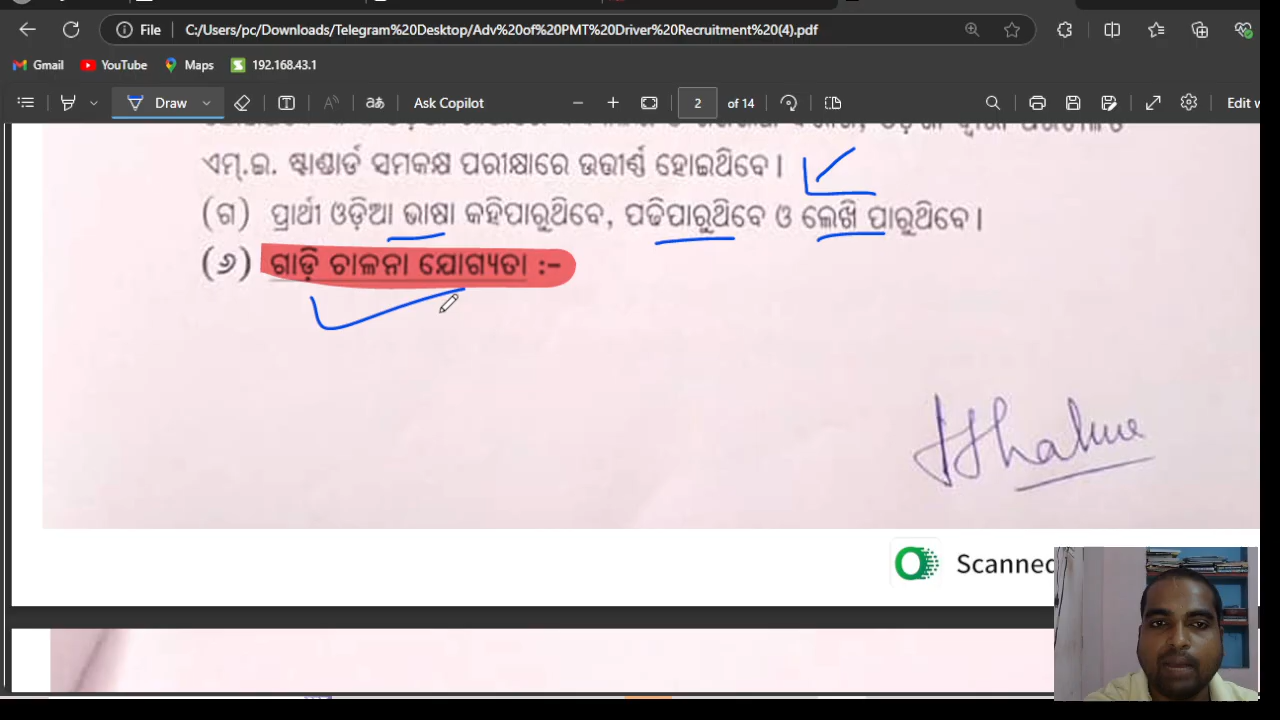 File
C:/Users/pc/Downloads/Telegram%20Desktop/Adv%20of%20PMT%20Driver%20Recruitment%20(4).pdf
Gmail YouTube Maps 192.168.43.1
Draw Ask Copilot 2 of 14 Edit
ଏମ୍.ଇ. ଷ୍ଟାଣ୍ଡାର୍ଡ ସମକକ୍ଷ ପରୀକ୍ଷାରେ ଉତ୍ତୀର୍ଣ୍ଣ ହୋଇଥିବେ।
(ଗ) ପ୍ରାର୍ଥୀ ଓଡ଼ିଆ ଭାଷା କହିପାରୁଥିବେ, ପଢିପାରୁଥିବେ ଓ ଲେଖି ପାରୁଥିବେ।
(୬) ଗାଡ଼ି ଚାଳନା ଯୋଗ୍ୟତା :-
Scanned